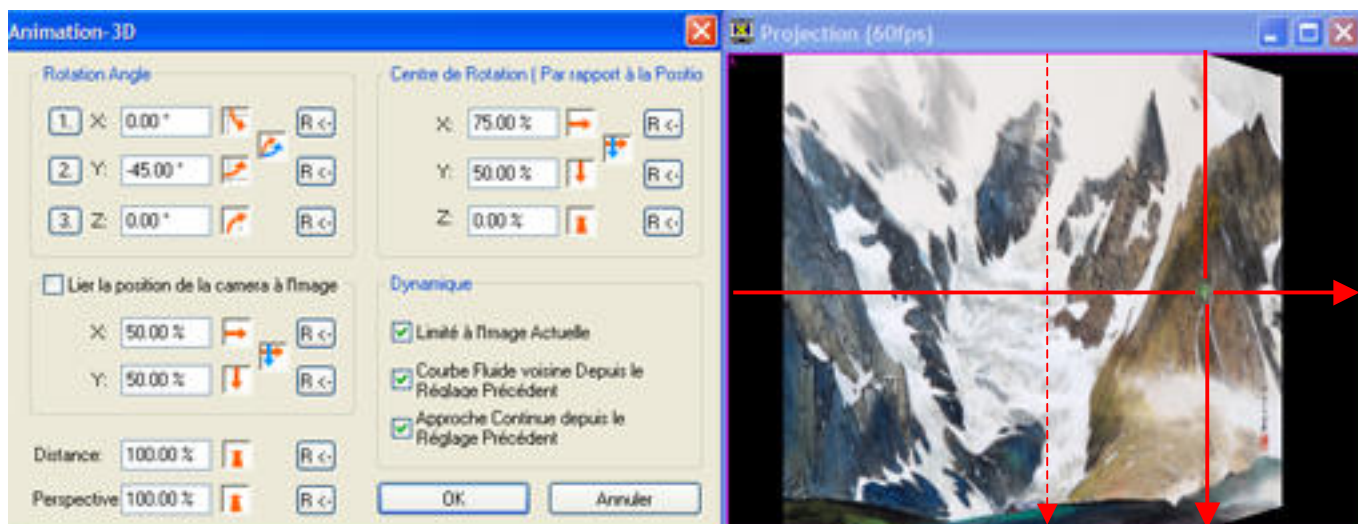 Animation-3D
Rotation Angle
1. X: 0.00 ° R <-
2. Y: -45.00 ° R <-
3. Z: 0.00 ° R <-
Lier la position de la camera à l'Image
X: 50.00 % R <-
Y: 50.00 % R <-
Distance: 100.00 % R <-
Perspective 100.00 % R <-
Centre de Rotation ( Par rapport à la Positio
X: 75.00 % R <-
Y: 50.00 % R <-
Z: 0.00 % R <-
Dynamique
Limité à l'Image Actuelle
Courbe Fluide voisine Depuis le
Réglage Précédent
Approche Continue depuis le
Réglage Précédent
OK Annuler
Projection (60fps)